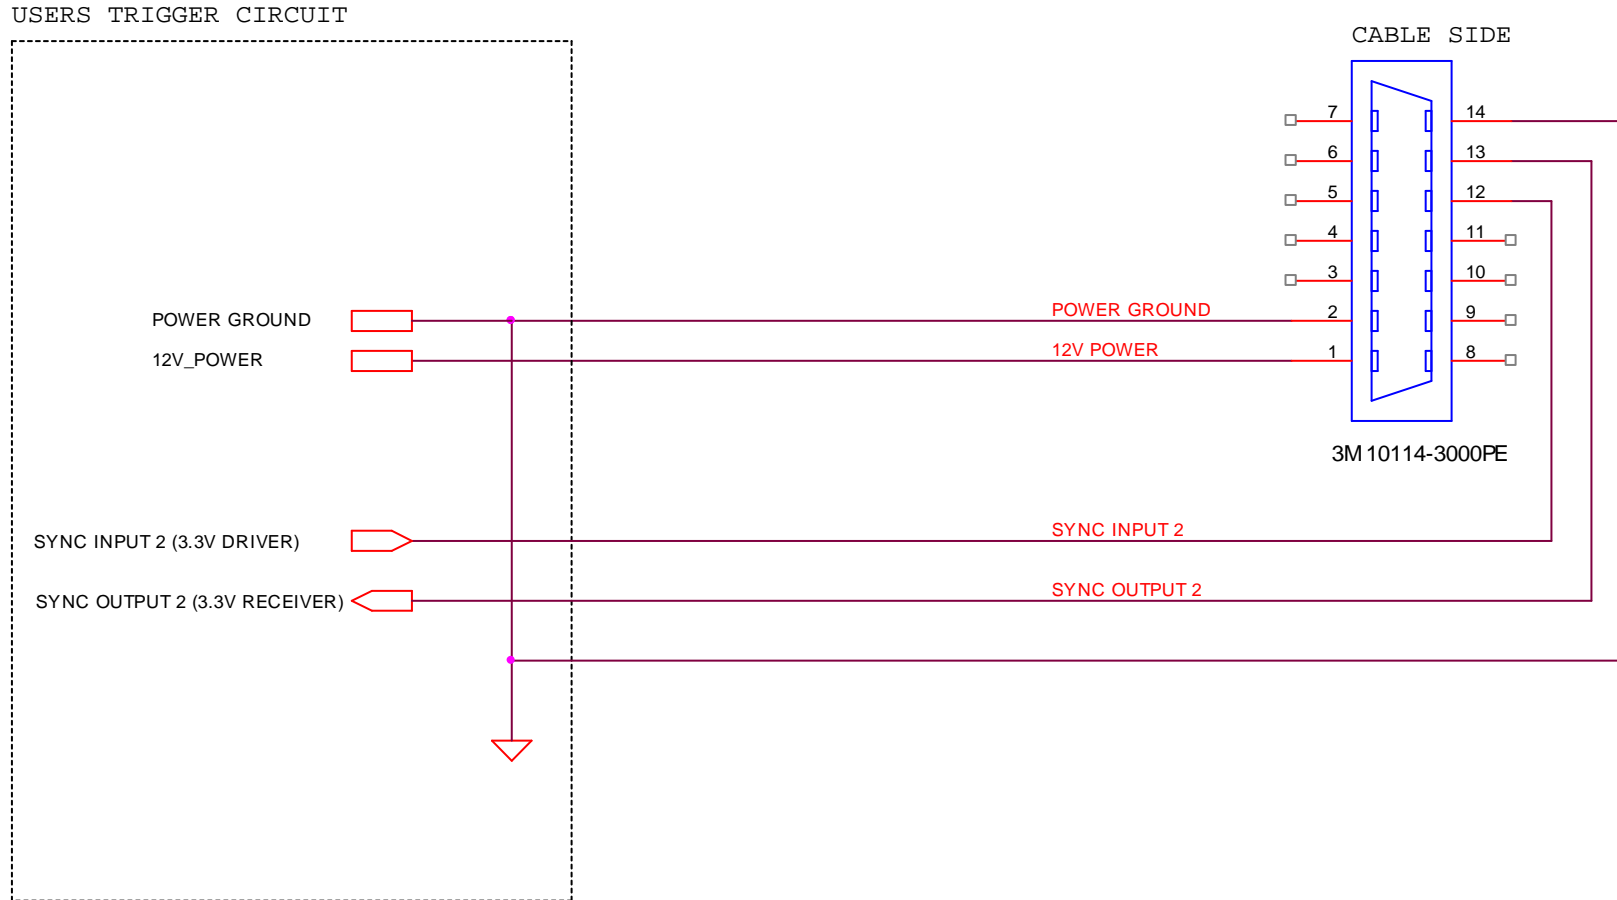 USERS TRIGGER CIRCUIT
CABLE SIDE
7 14
6 13
5 12
4 11
3 10
POWER GROUND POWER GROUND 2 9
12V_POWER 12V POWER 1 8
3M 10114-3000PE
SYNC INPUT 2 (3.3V DRIVER) SYNC INPUT 2
SYNC OUTPUT 2 (3.3V RECEIVER) SYNC OUTPUT 2